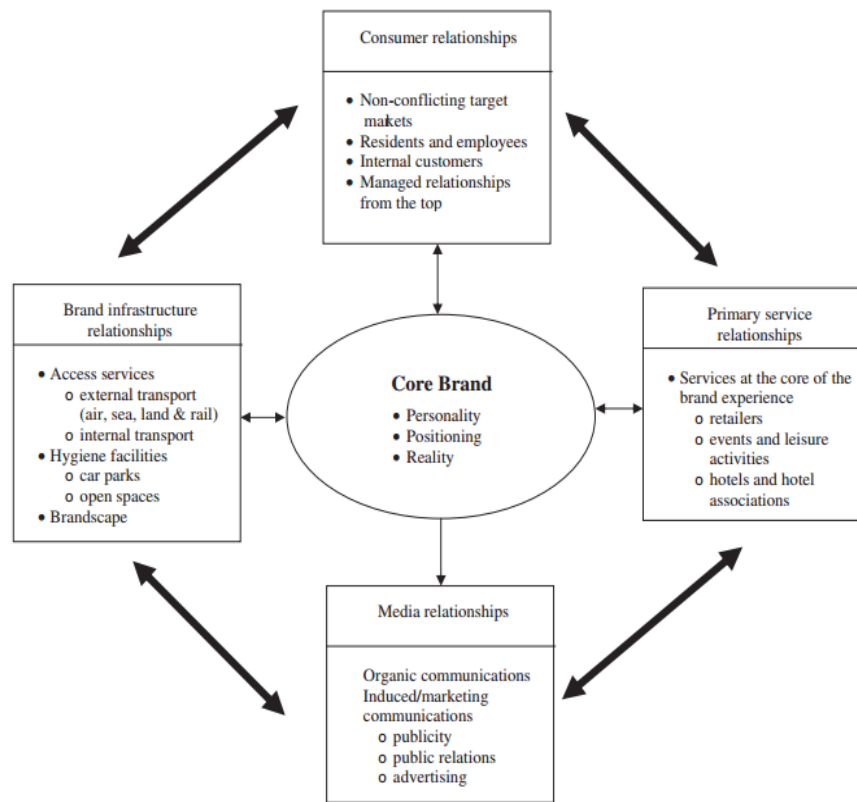 Consumer relationships
• Non-conflicting target
markets
• Residents and employees
• Internal customers
• Managed relationships
from the top
Brand infrastructure
relationships
• Access services
o external transport
(air, sea, land & rail)
o internal transport
• Hygiene facilities
o car parks
o open spaces
• Brandscape
Core Brand
• Personality
• Positioning
• Reality
Primary service
relationships
• Services at the core of the
brand experience
o retailers
o events and leisure
activities
o hotels and hotel
associations
Media relationships
Organic communications
Induced/marketing
communications
o publicity
o public relations
o advertising